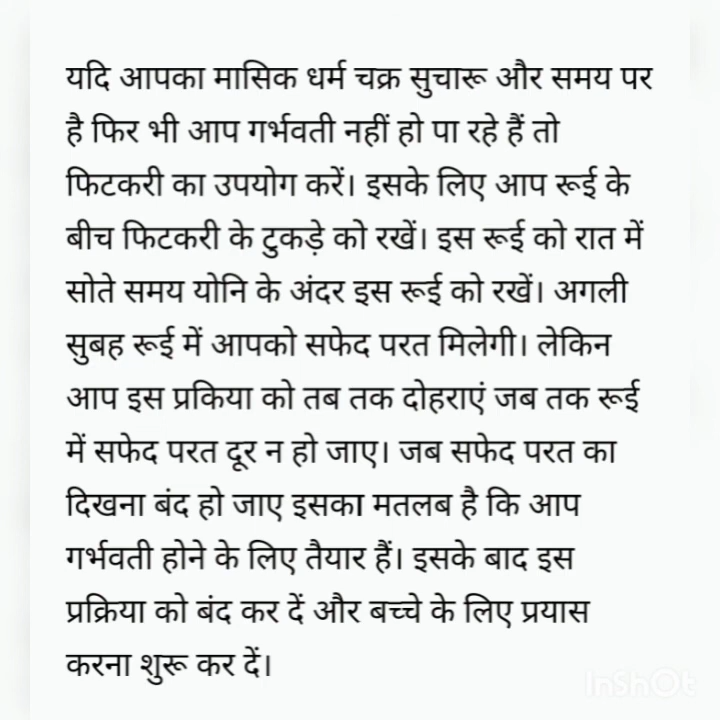 यदि आपका मासिक धर्म चक्र सुचारू और समय पर
है फिर भी आप गर्भवती नहीं हो पा रहे हैं तो
फिटकरी का उपयोग करें। इसके लिए आप रूई के
बीच फिटकरी के टुकड़े को रखें। इस रूई को रात में
सोते समय योनि के अंदर इस रूई को रखें। अगली
सुबह रूई में आपको सफेद परत मिलेगी। लेकिन
आप इस प्रकिया को तब तक दोहराएं जब तक रूई
में सफेद परत दूर न हो जाए। जब सफेद परत का
दिखना बंद हो जाए इसका मतलब है कि आप
गर्भवती होने के लिए तैयार हैं। इसके बाद इस
प्रक्रिया को बंद कर दें और बच्चे के लिए प्रयास
करना शुरू कर दें।
InShOt